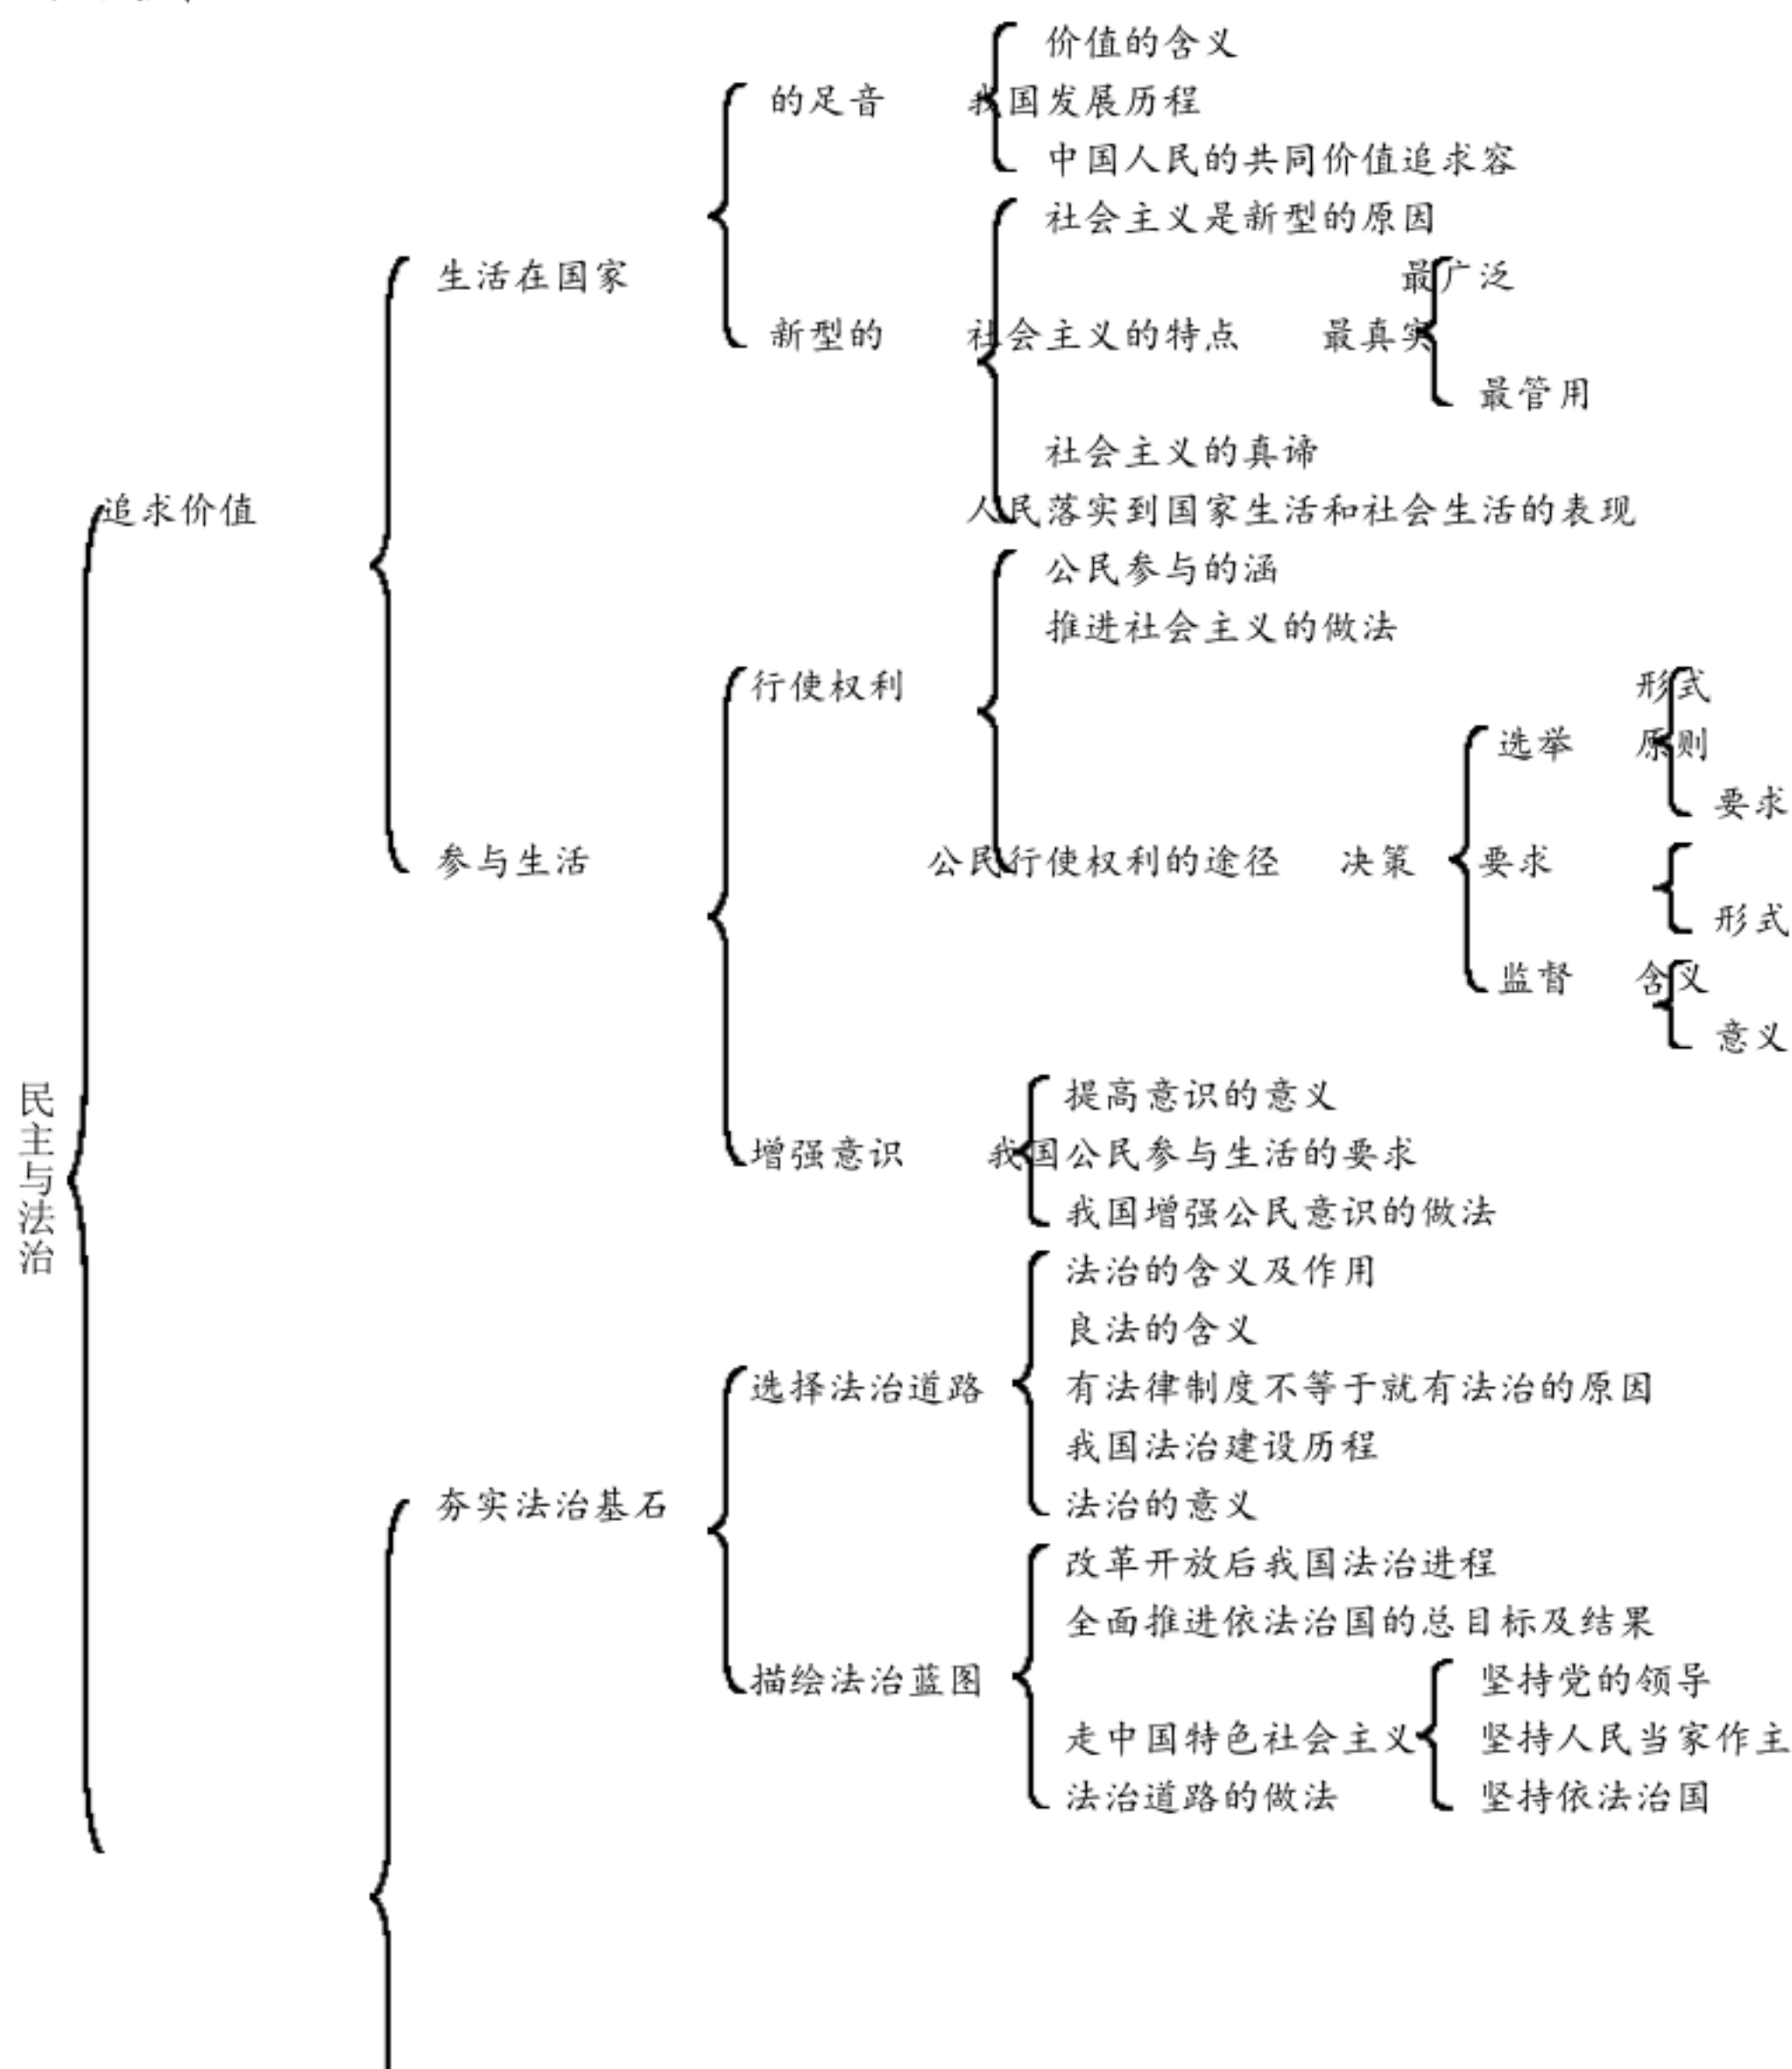 价值的含义
的足音 我国发展历程
中国人民的共同价值追求容
社会主义是新型的原因
生活在国家 最广泛
新型的 社会主义的特点 最真实
最管用
社会主义的真谛
追求价值 人民落实到国家生活和社会生活的表现
公民参与的涵
推进社会主义的做法
行使权利 形式
选举 原则
要求
参与生活 公民行使权利的途径 决策 要求
形式
监督 含义
意义
提高意识的意义
增强意识 我国公民参与生活的要求
民主与法治
我国增强公民意识的做法
法治的含义及作用
良法的含义
选择法治道路 有法律制度不等于就有法治的原因
我国法治建设历程
夯实法治基石 法治的意义
改革开放后我国法治进程
全面推进依法治国的总目标及结果
描绘法治蓝图 坚持党的领导
走中国特色社会主义 坚持人民当家作主
法治道路的做法 坚持依法治国